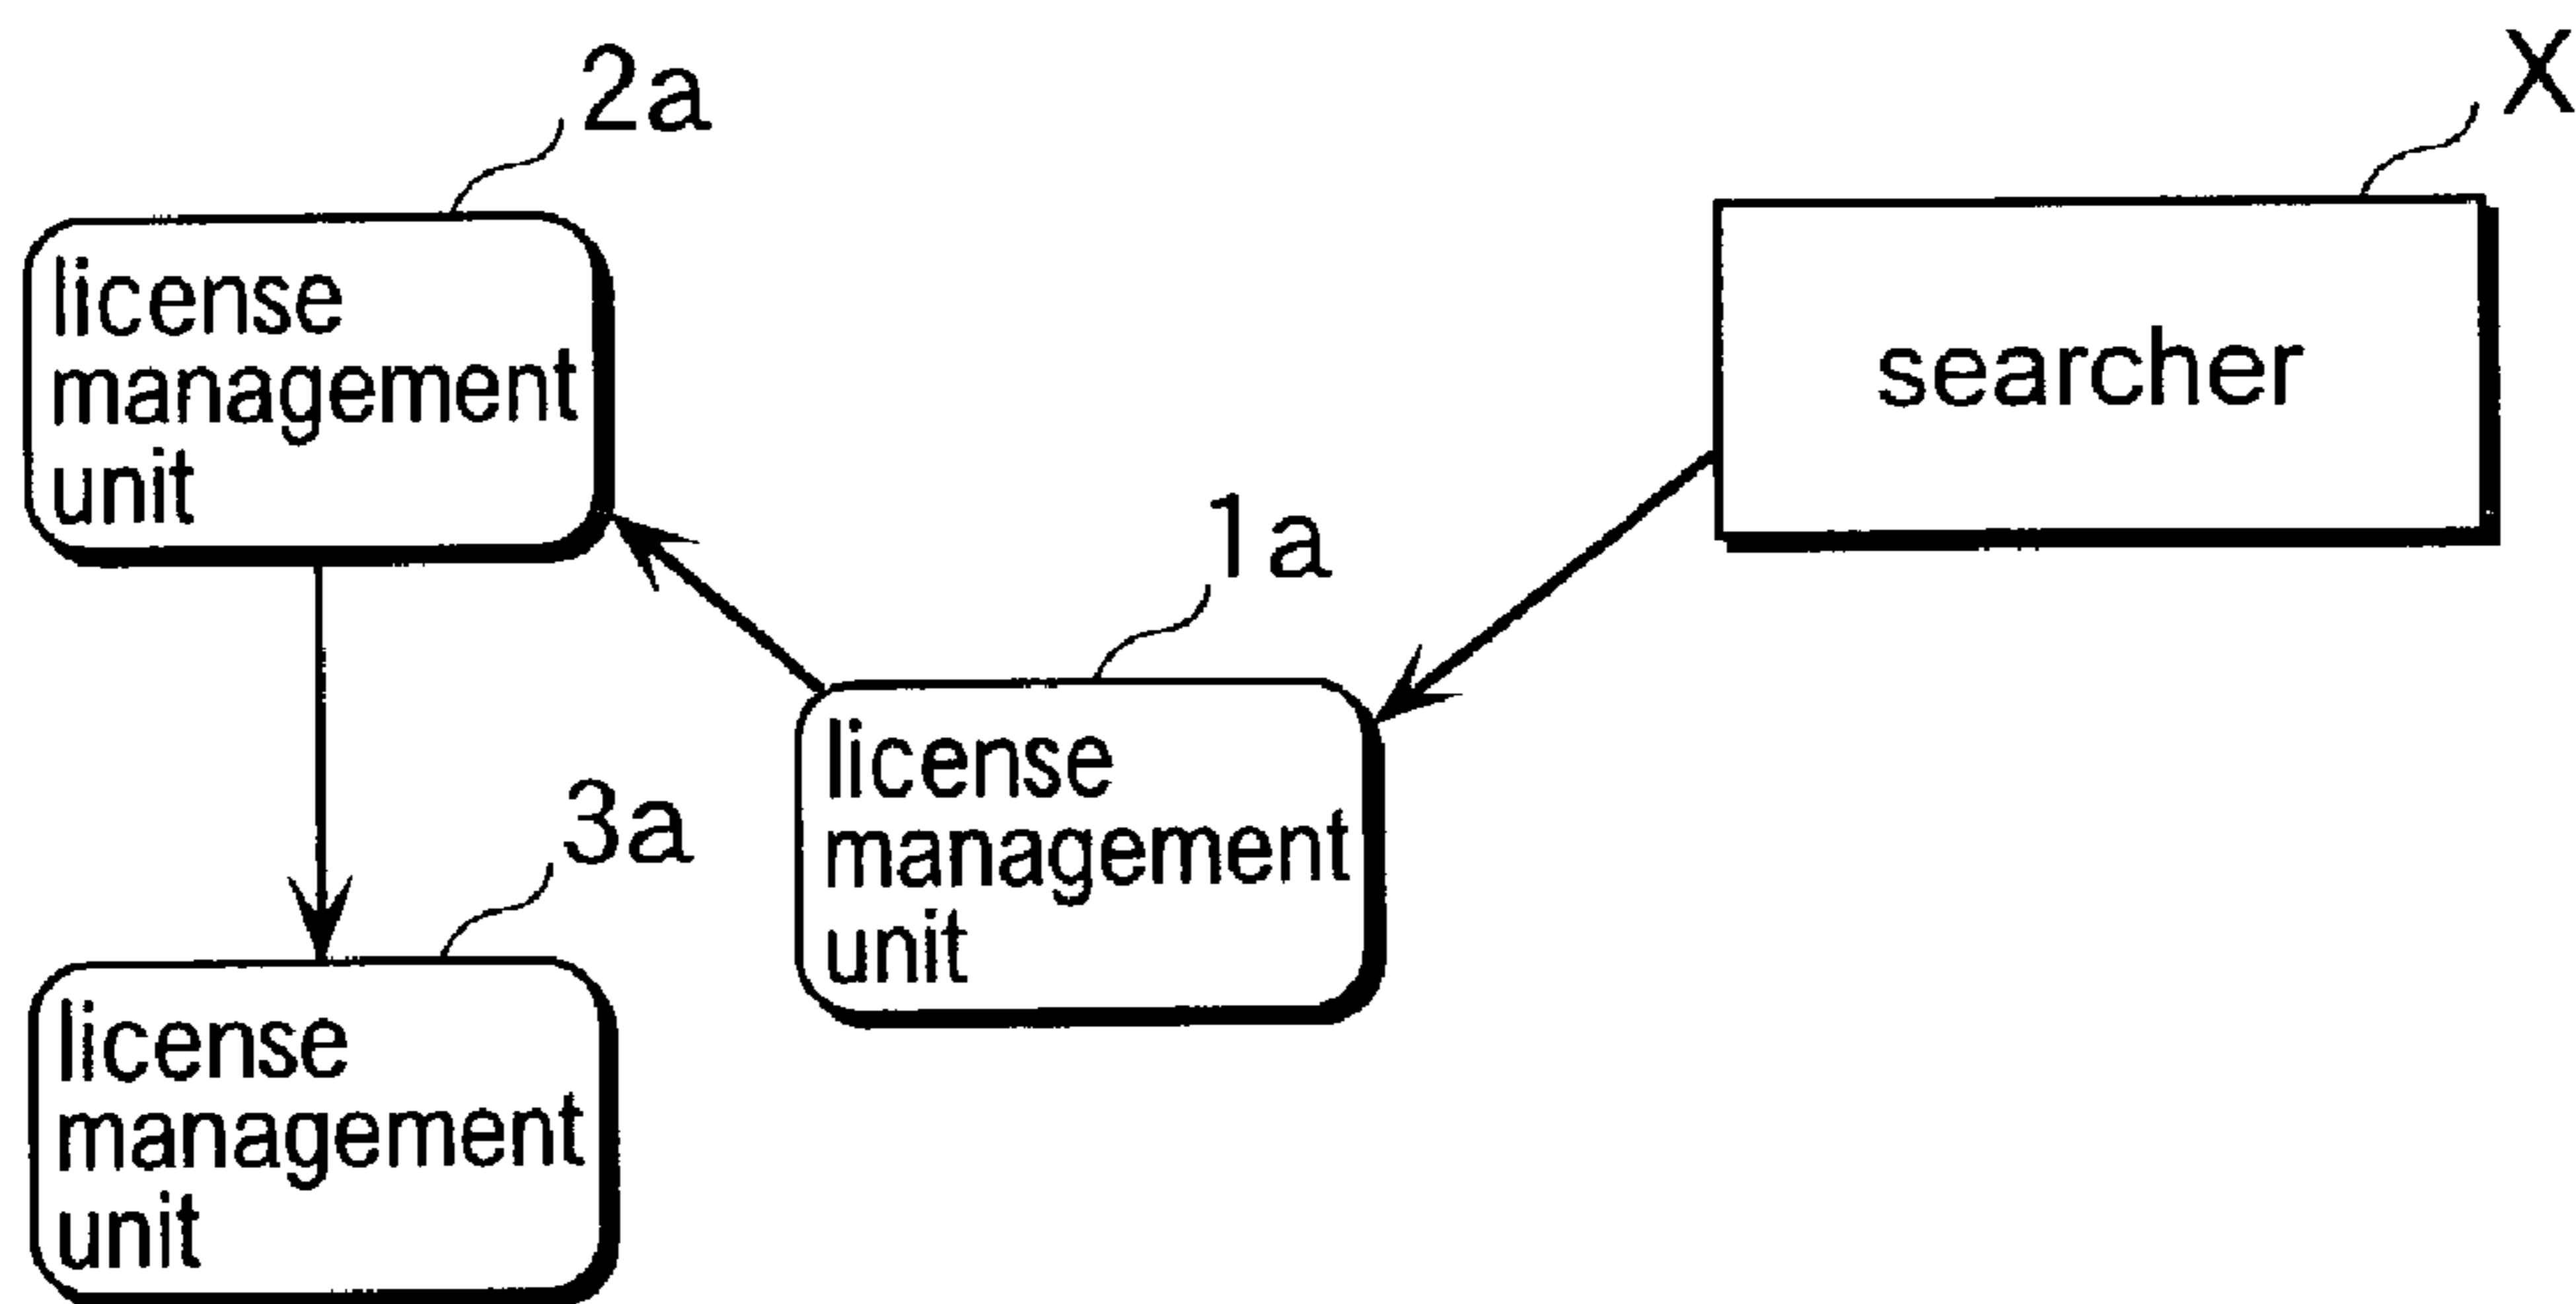 2a
X
license
management
unit
searcher
1a
license
management
unit
3a
license
management
unit